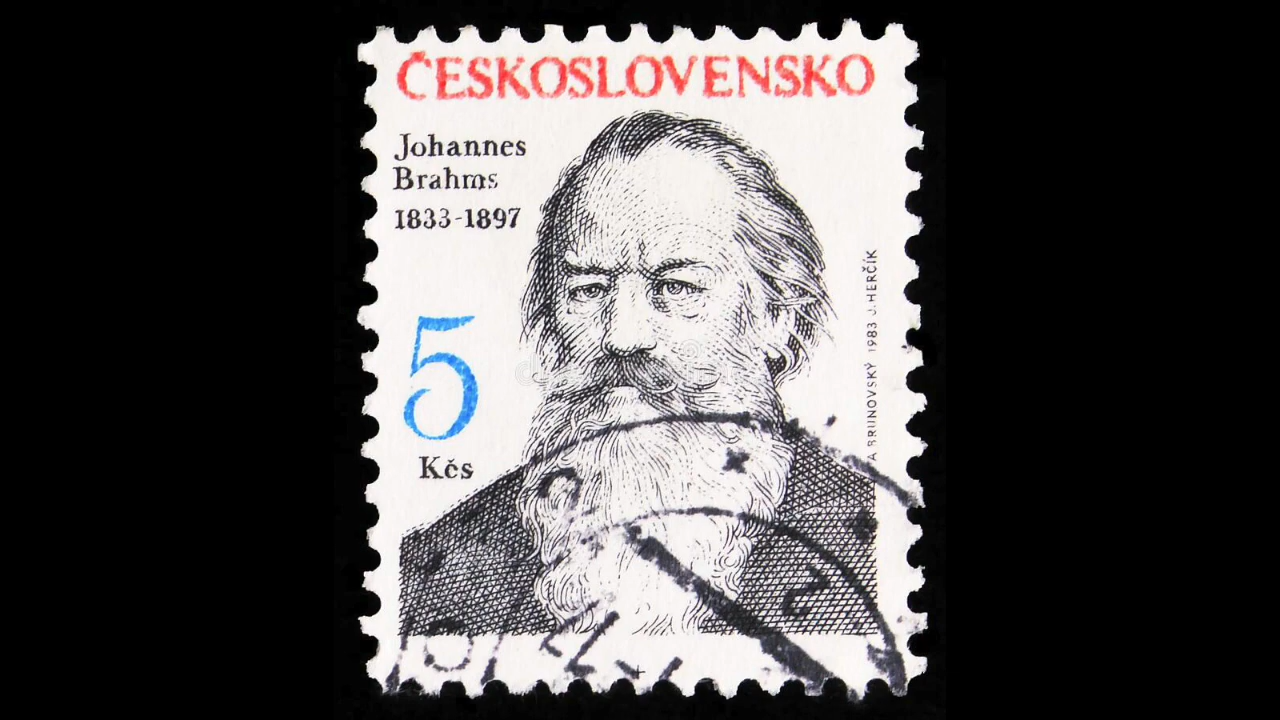 ČESKOSLOVENSKO
Johannes
Brahms
1833-1897
5
Kčs
A BRUNOVSKÝ 1983 J. HERČÍK